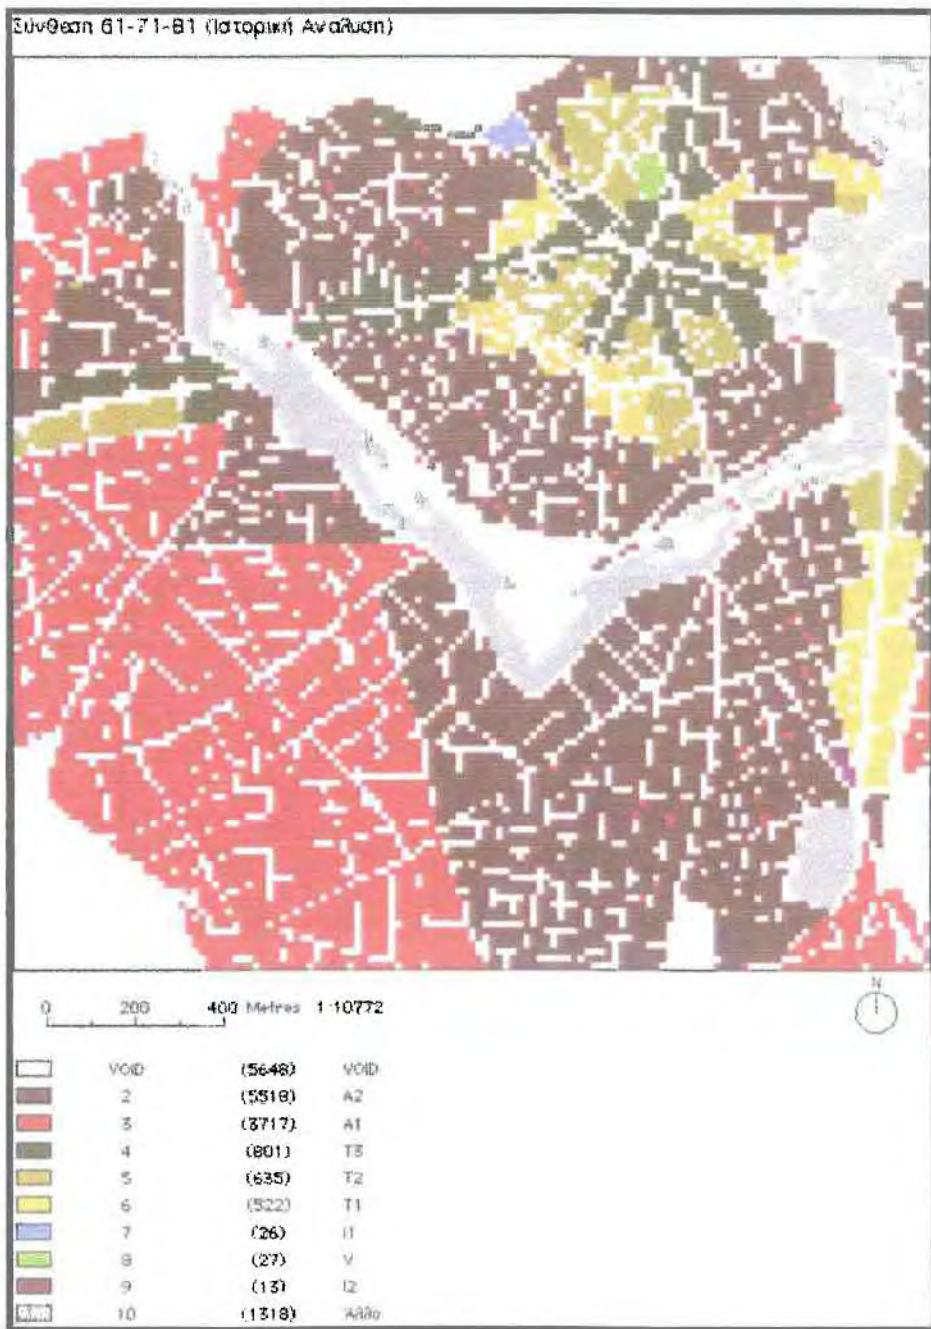 Σύνθεση 61-71-81 (Ιστορική Ανάλυση)
0 200 400 Metres 1:10772
N
VOID (5648) VOID
2 (5518) A2
3 (3717) A1
4 (801) T3
5 (635) T2
6 (522) T1
7 (26) I1
8 (27) V
9 (13) I2
10 (1318) Άλλο